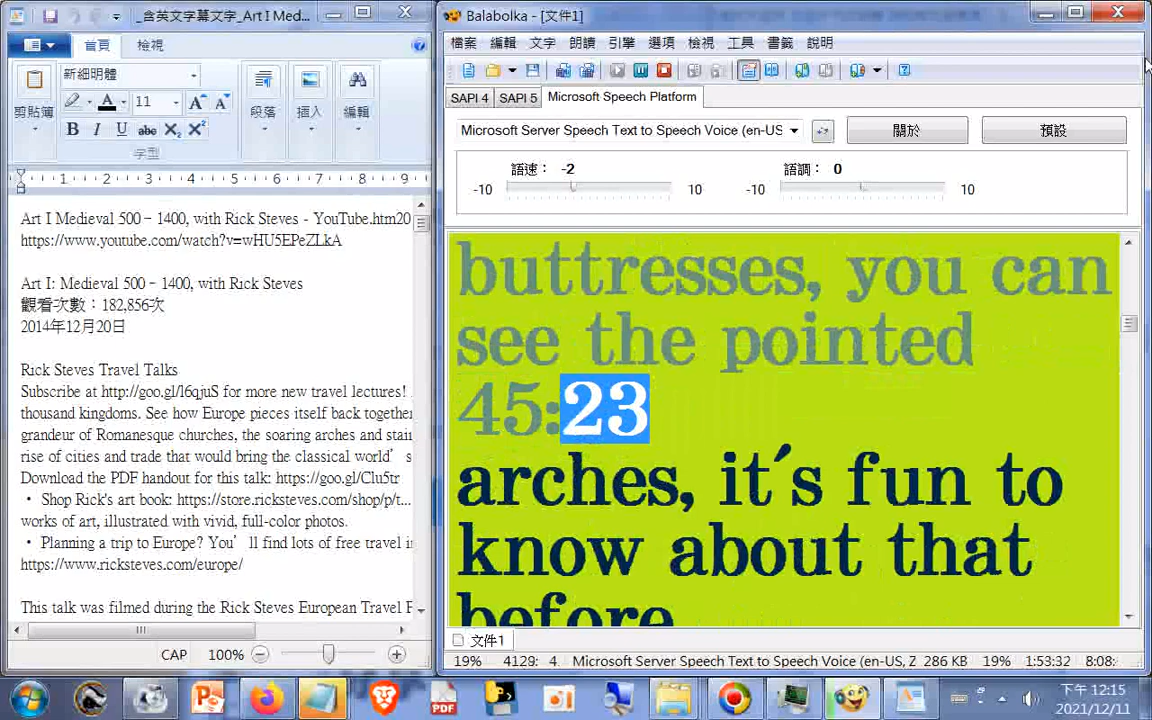 _含英文字幕文字_Art I Med...
首頁
檢視
剪貼簿
新細明體
11
B I U abc X₂ X²
字型
段落
插入
編輯
1 2 3 4 5 6 7 8 9
Art I Medieval 500–1400, with Rick Steves - YouTube.htm20
https://www.youtube.com/watch?v=wHU5EPeZLkA
Art I: Medieval 500–1400, with Rick Steves
觀看次數：182,856次
2014年12月20日
Rick Steves Travel Talks
Subscribe at http://goo.gl/l6qjuS for more new travel lectures!
thousand kingdoms. See how Europe pieces itself back together
grandeur of Romanesque churches, the soaring arches and stai
rise of cities and trade that would bring the classical world's
Download the PDF handout for this talk: https://goo.gl/Clu5tr
• Shop Rick's art book: https://store.ricksteves.com/shop/p/t...
works of art, illustrated with vivid, full-color photos.
• Planning a trip to Europe? You'll find lots of free travel i
https://www.ricksteves.com/europe/
This talk was filmed during the Rick Steves European Travel F
CAP 100%
Balabolka - [文件1]
檔案 編輯 文字 朗讀 引擎 選項 檢視 工具 書籤 說明
SAPI 4 SAPI 5 Microsoft Speech Platform
Microsoft Server Speech Text to Speech Voice (en-US
關於
預設
語速： -2
語調： 0
-10 10 -10 10
buttresses, you can
see the pointed
45:23
arches, it's fun to
know about that
before
文件1
19% 4129: 4 Microsoft Server Speech Text to Speech Voice (en-US, Z 286 KB 19% 1:53:32 8:08:
PDF
下午 12:15
2021/12/11